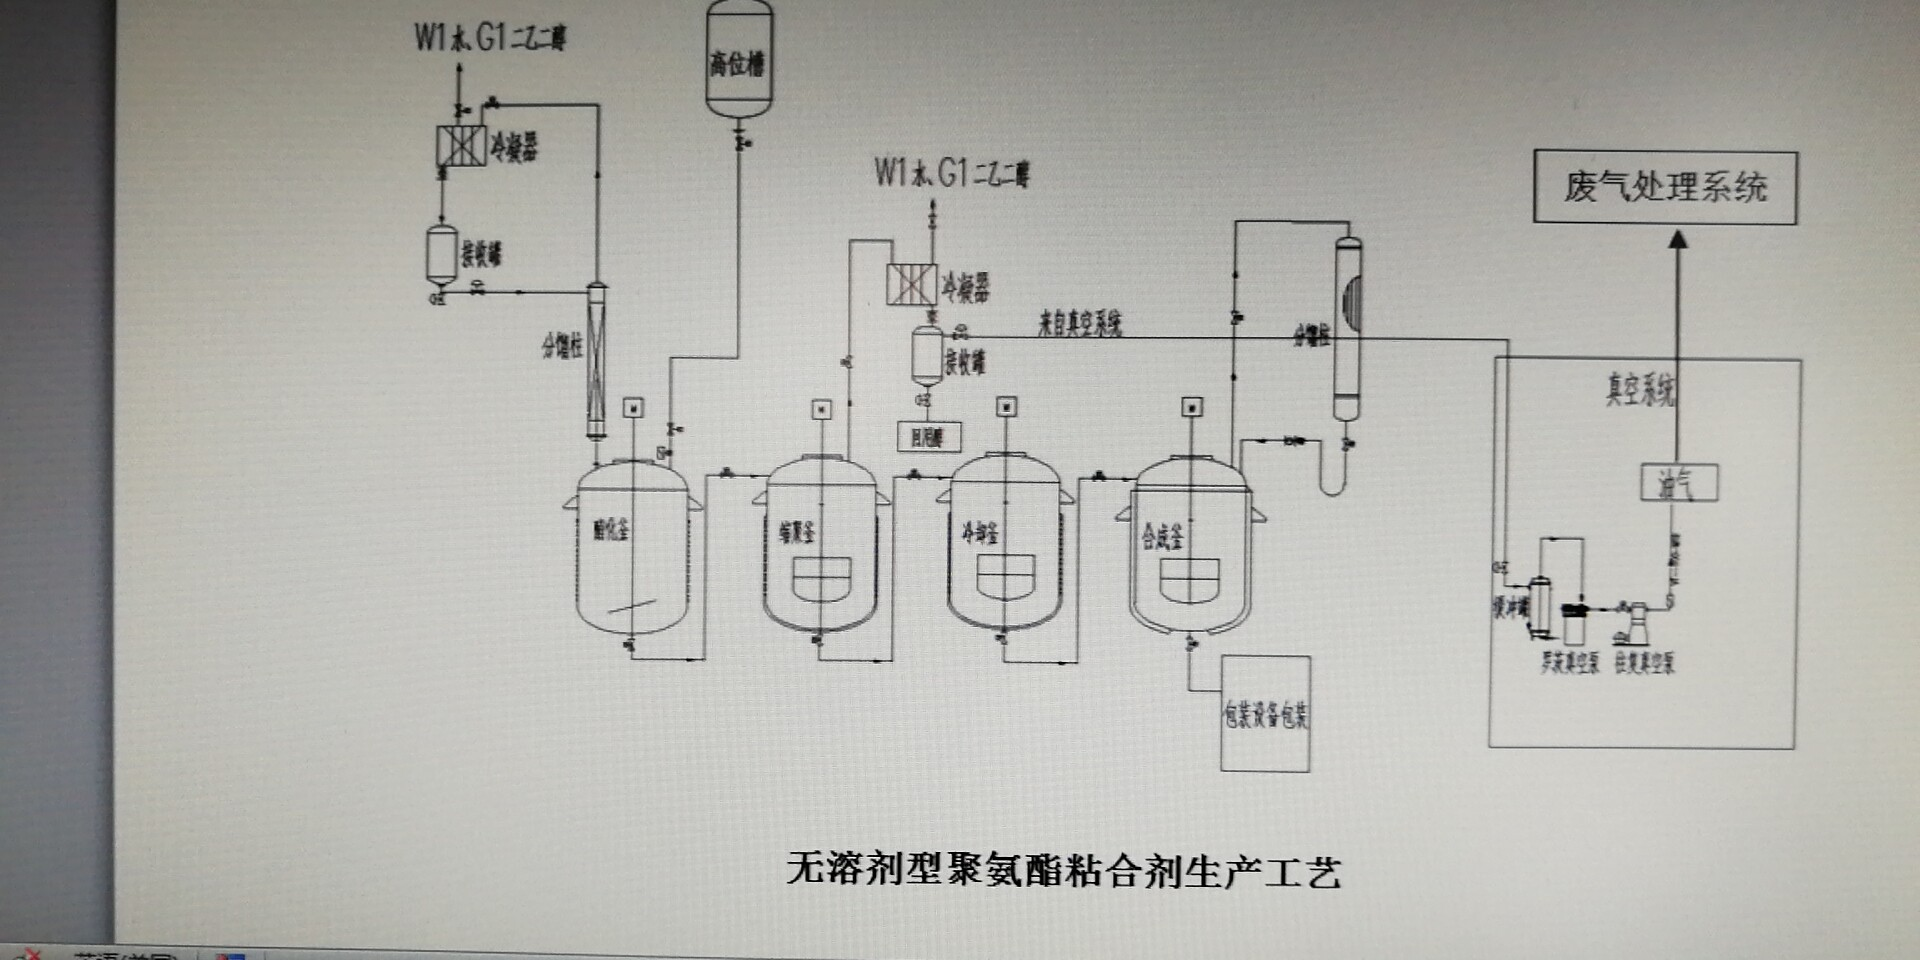 W1水、G1二乙二醇
高位槽
冷凝器
接收罐
分馏柱
W1水、G1二乙二醇
冷凝器
来自真空系统
接收罐
回用醇
分馏柱
废气处理系统
真空系统
油气
M
M
M
M
酯化釜
缩聚釜
冷却釜
合成釜
缓冲罐
罗茨真空泵
往复真空泵
包装设备包装
无溶剂型聚氨酯粘合剂生产工艺